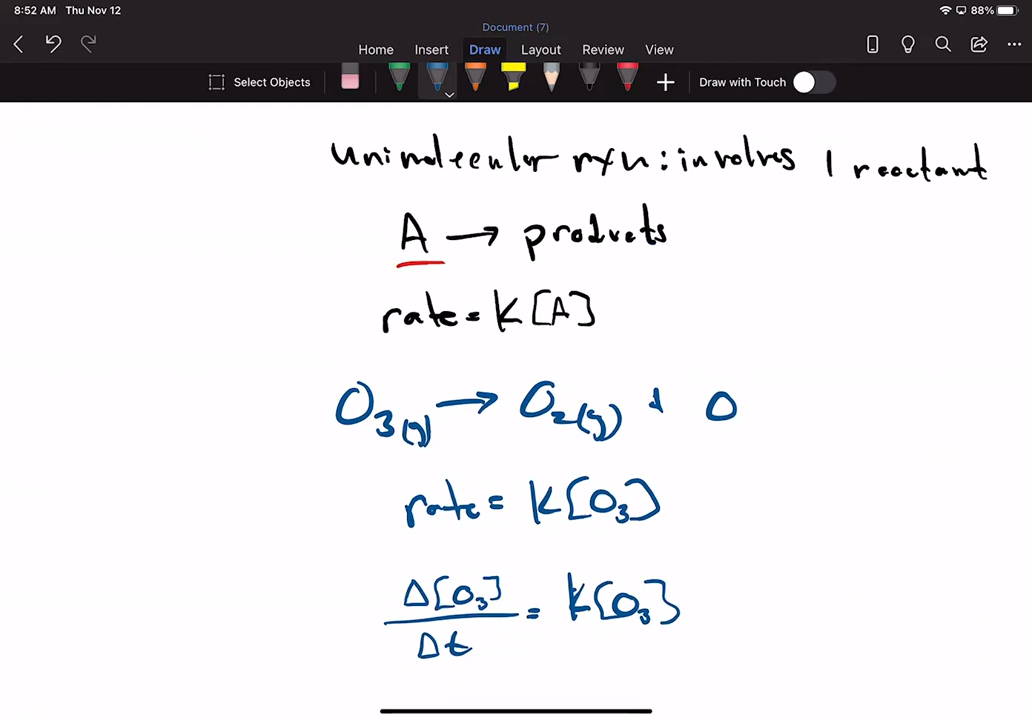 8:52 AM Thu Nov 12 88%
Document (7)
Home Insert Draw Layout Review View
Select Objects Draw with Touch
Unimolecular rxn: involves 1 reactant
A → products
rate = K[A]
O₃(g) → O₂(g) + O
rate = K[O₃]
Δ[O₃]/Δt = K[O₃]